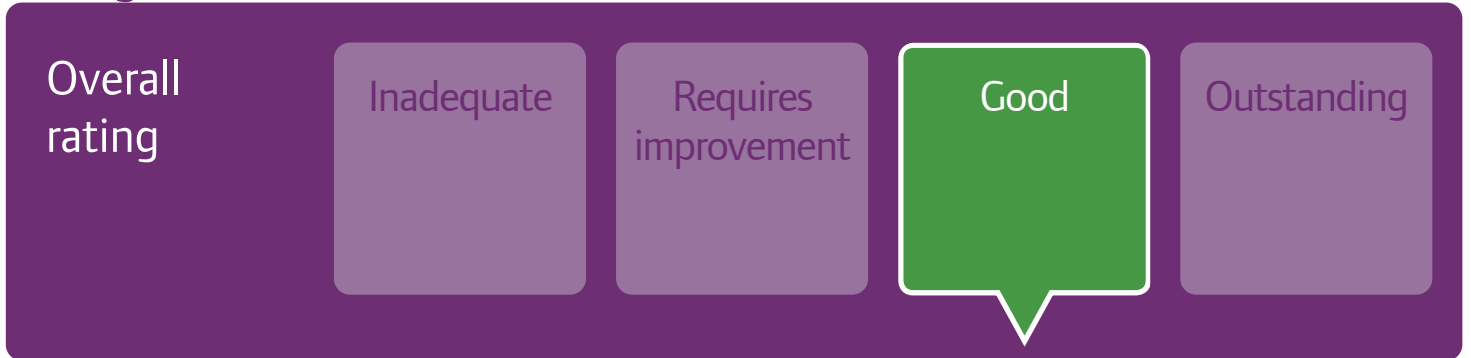 Overall
rating
Inadequate
Requires
improvement
Good
Outstanding